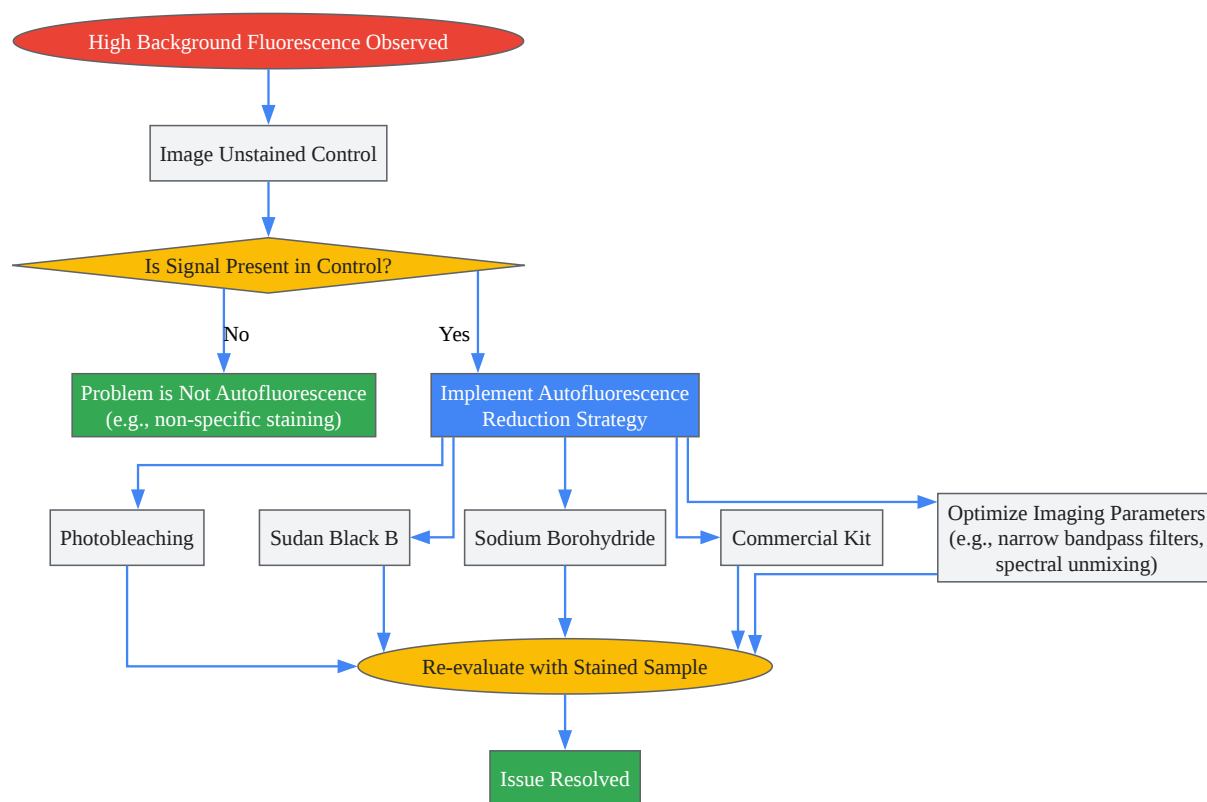 High Background Fluorescence Observed
Image Unstained Control
Is Signal Present in Control?
No
Yes
Problem is Not Autofluorescence
(e.g., non-specific staining)
Implement Autofluorescence
Reduction Strategy
Photobleaching
Sudan Black B
Sodium Borohydride
Commercial Kit
Optimize Imaging Parameters
(e.g., narrow bandpass filters,
spectral unmixing)
Re-evaluate with Stained Sample
Issue Resolved